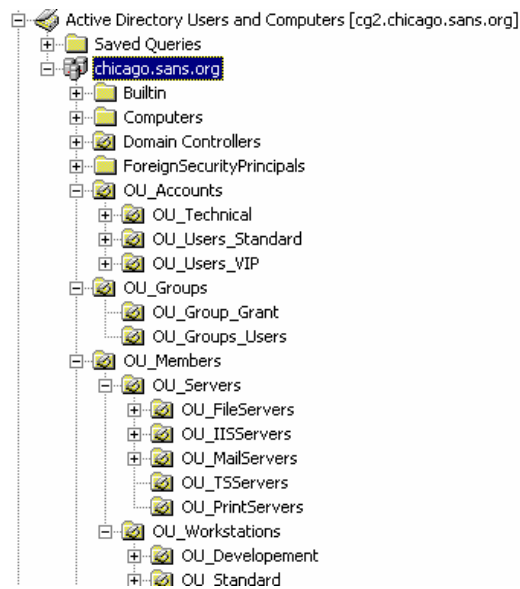 Active Directory Users and Computers [cg2.chicago.sans.org]
Saved Queries
chicago.sans.org
Builtin
Computers
Domain Controllers
ForeignSecurityPrincipals
OU_Accounts
OU_Technical
OU_Users_Standard
OU_Users_VIP
OU_Groups
OU_Group_Grant
OU_Groups_Users
OU_Members
OU_Servers
OU_FileServers
OU_IISServers
OU_MailServers
OU_TSServers
OU_PrintServers
OU_Workstations
OU_Developement
OU_Standard